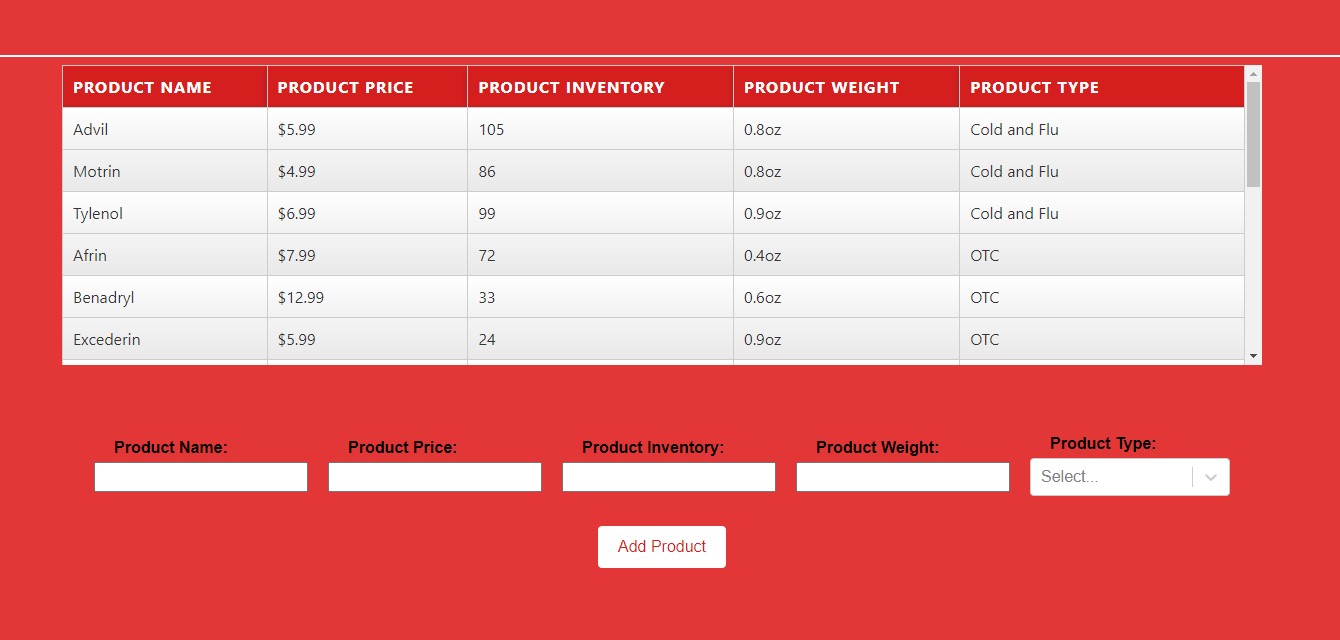 PRODUCT NAME PRODUCT PRICE PRODUCT INVENTORY PRODUCT WEIGHT PRODUCT TYPE
Advil $5.99 105 0.8oz Cold and Flu
Motrin $4.99 86 0.8oz Cold and Flu
Tylenol $6.99 99 0.9oz Cold and Flu
Afrin $7.99 72 0.4oz OTC
Benadryl $12.99 33 0.6oz OTC
Excederin $5.99 24 0.9oz OTC
Product Name: Product Price: Product Inventory: Product Weight: Product Type:
Select...
Add Product